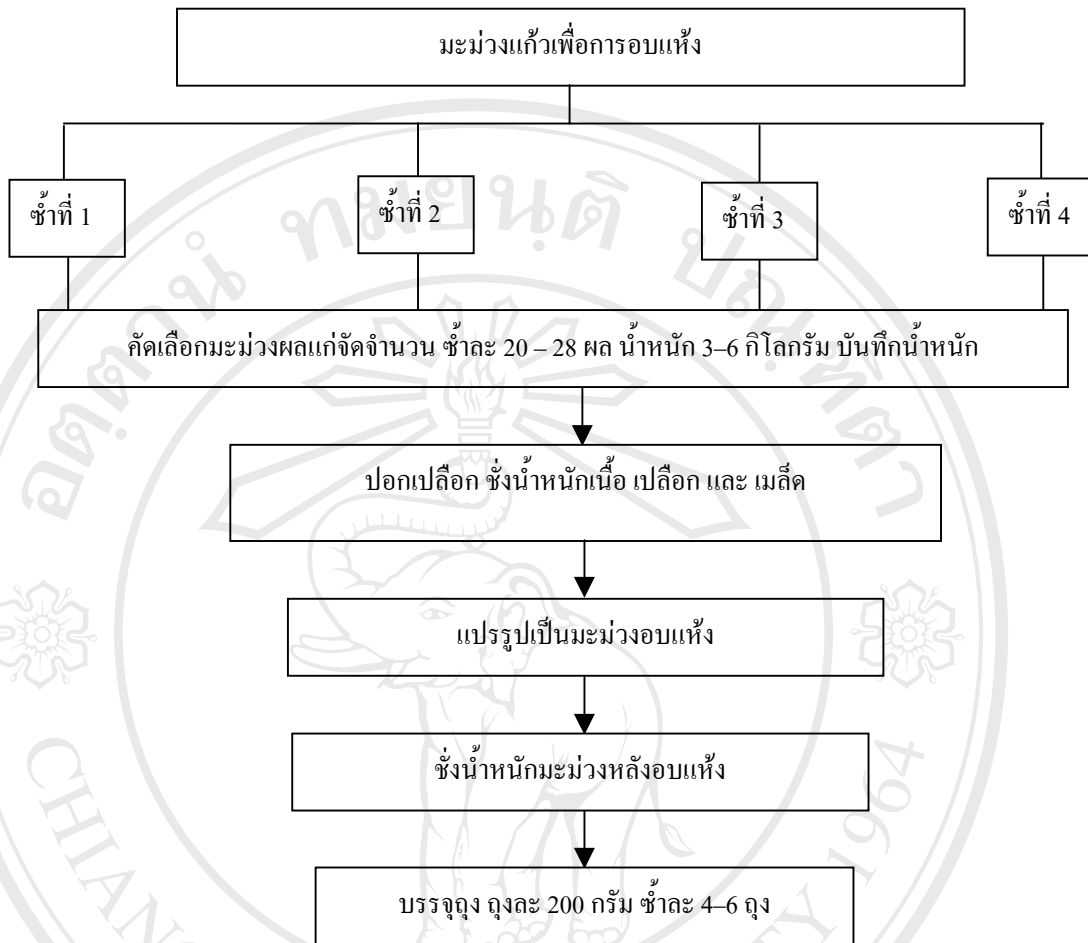 มะม่วงแก้วเพื่อการอบแห้ง
ซ้ำที่ 1
ซ้ำที่ 2
ซ้ำที่ 3
ซ้ำที่ 4
คัดเลือกมะม่วงผลแก่จัดจำนวน ซ้ำละ 20 – 28 ผล น้ำหนัก 3–6 กิโลกรัม บันทึกน้ำหนัก
ปอกเปลือก ชั่งน้ำหนักเนื้อ เปลือก และ เมล็ด
แปรรูปเป็นมะม่วงอบแห้ง
ชั่งน้ำหนักมะม่วงหลังอบแห้ง
บรรจุถุง ถุงละ 200 กรัม ซ้ำละ 4–6 ถุง
1964